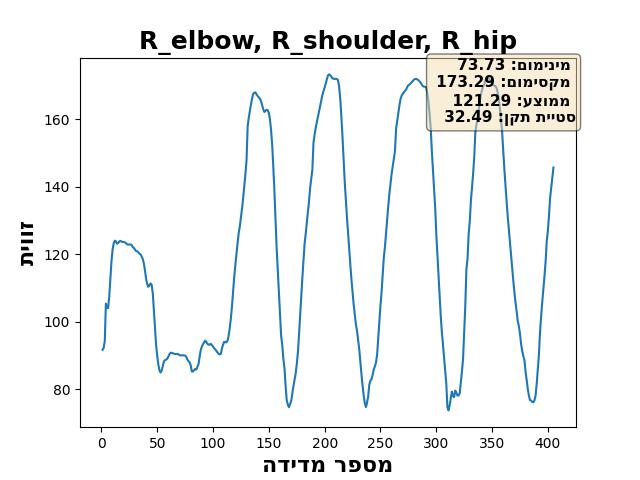 R_elbow, R_shoulder, R_hip
מינימום: 73.73
מקסימום: 173.29
ממוצע: 121.29
סטיית תקן: 32.49
זווית
160
140
120
100
80
0 50 100 150 200 250 300 350 400
מספר מדידה